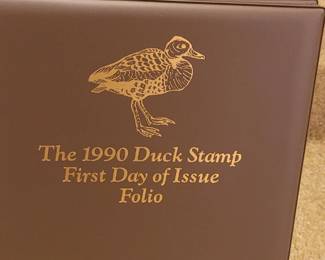 The 1990 Duck Stamp
First Day of Issue
Folio